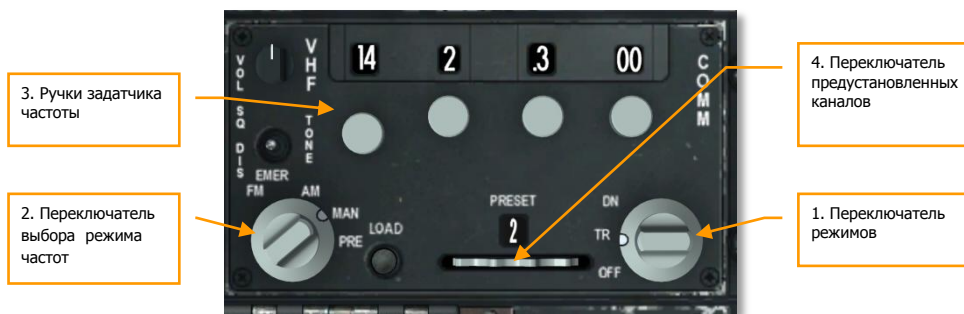 VHF
14 2 .3 00
COMM
VOL
SQ DIS
TONE
3. Ручки задатчика
частоты
4. Переключатель
предустановленных
каналов
EMER
FM AM
MAN
PRE
LOAD
PRESET
2
DN
TR
OFF
2. Переключатель
выбора режима
частот
1. Переключатель
режимов